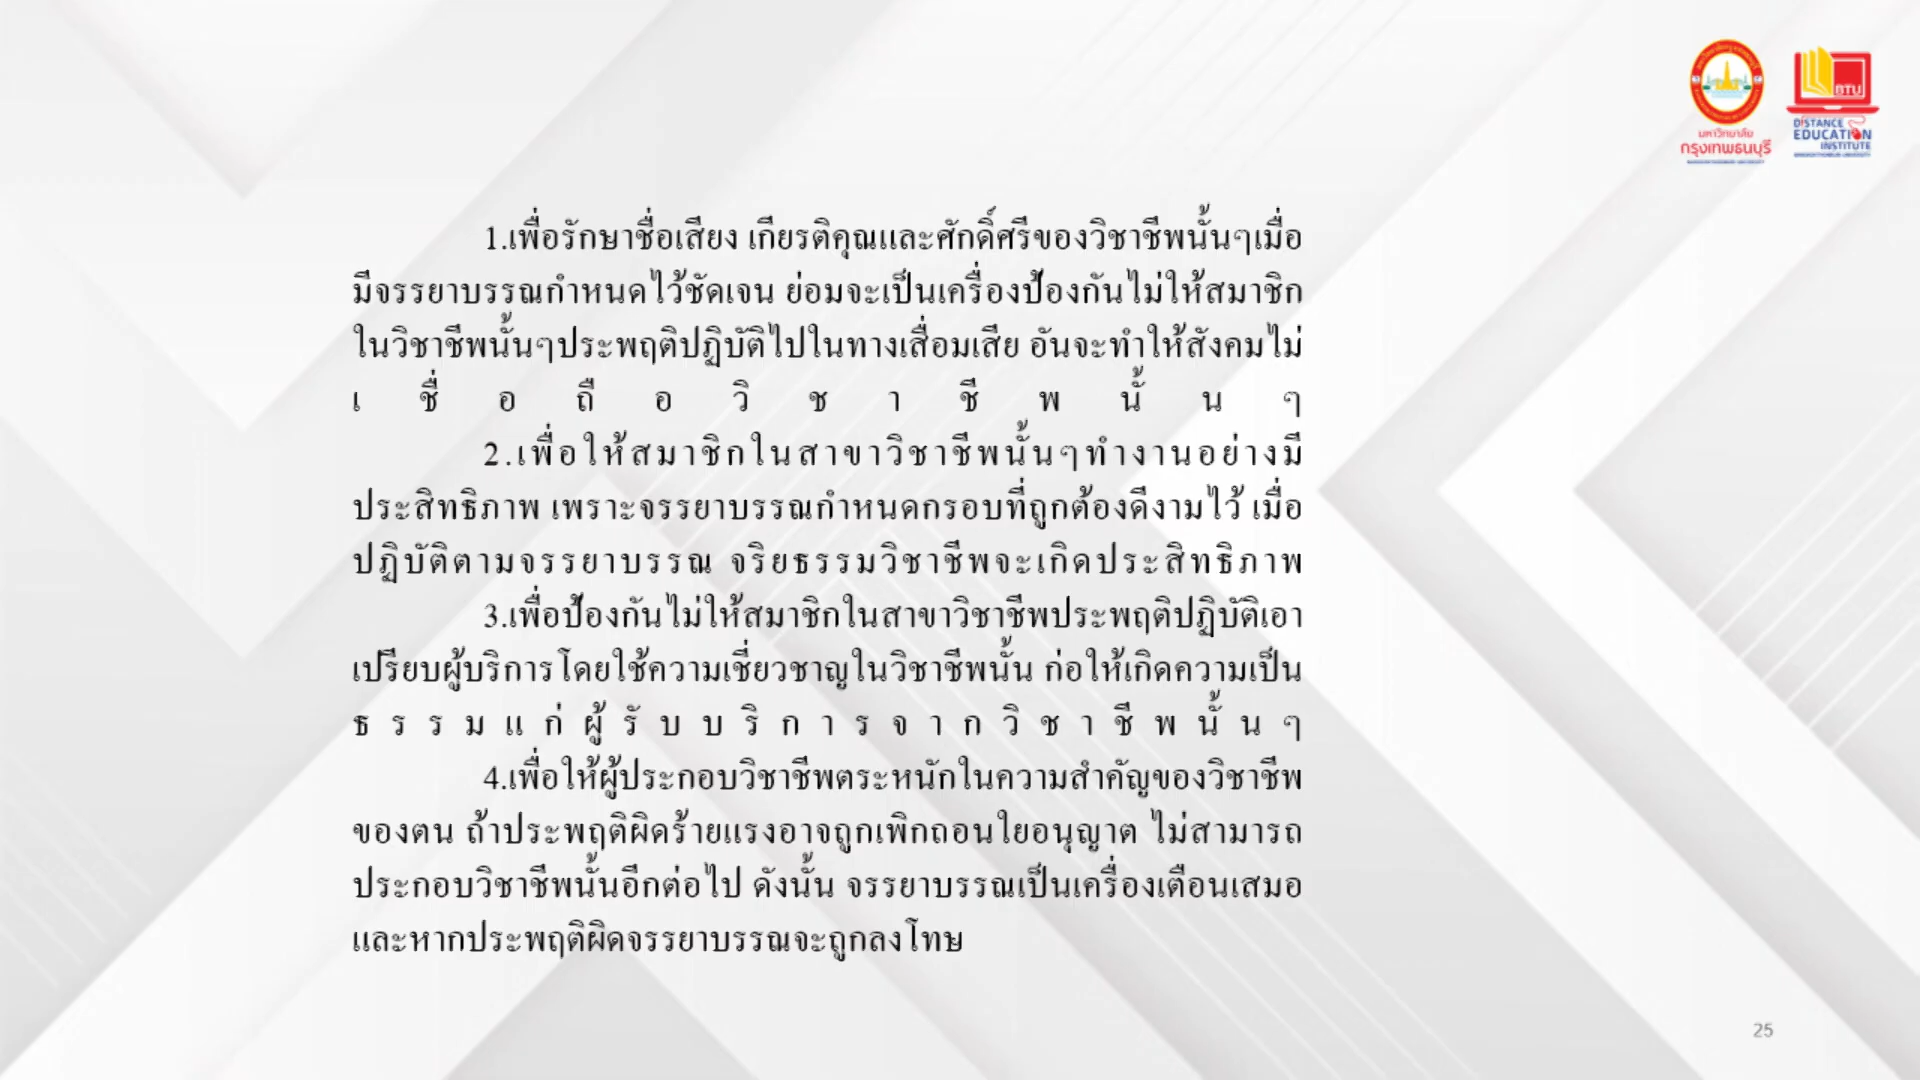 มหาวิทยาลัย
กรุงเทพธนบุรี
BTU
DISTANCE
EDUCATION
INSTITUTE
1.เพื่อรักษาชื่อเสียง เกียรติคุณและศักดิ์ศรีของวิชาชีพนั้นๆเมื่อ
มีจรรยาบรรณกำหนดไว้ชัดเจน ย่อมจะเป็นเครื่องป้องกันไม่ให้สมาชิก
ในวิชาชีพนั้นๆประพฤติปฏิบัติไปในทางเสื่อมเสีย อันจะทำให้สังคมไม่
เชื่อถือวิชาชีพนั้นๆ
2.เพื่อให้สมาชิกในสาขาวิชาชีพนั้นๆทำงานอย่างมี
ประสิทธิภาพ เพราะจรรยาบรรณกำหนดกรอบที่ถูกต้องดีงามไว้ เมื่อ
ปฏิบัติตามจรรยาบรรณ จริยธรรมวิชาชีพจะเกิดประสิทธิภาพ
3.เพื่อป้องกันไม่ให้สมาชิกในสาขาวิชาชีพประพฤติปฏิบัติเอา
เปรียบผู้บริการโดยใช้ความเชี่ยวชาญในวิชาชีพนั้น ก่อให้เกิดความเป็น
ธรรมแก่ผู้รับบริการจากวิชาชีพนั้นๆ
4.เพื่อให้ผู้ประกอบวิชาชีพตระหนักในความสำคัญของวิชาชีพ
ของตน ถ้าประพฤติผิดร้ายแรงอาจถูกเพิกถอนใยอนุญาต ไม่สามารถ
ประกอบวิชาชีพนั้นอีกต่อไป ดังนั้น จรรยาบรรณเป็นเครื่องเตือนเสมอ
และหากประพฤติผิดจรรยาบรรณจะถูกลงโทษ
25